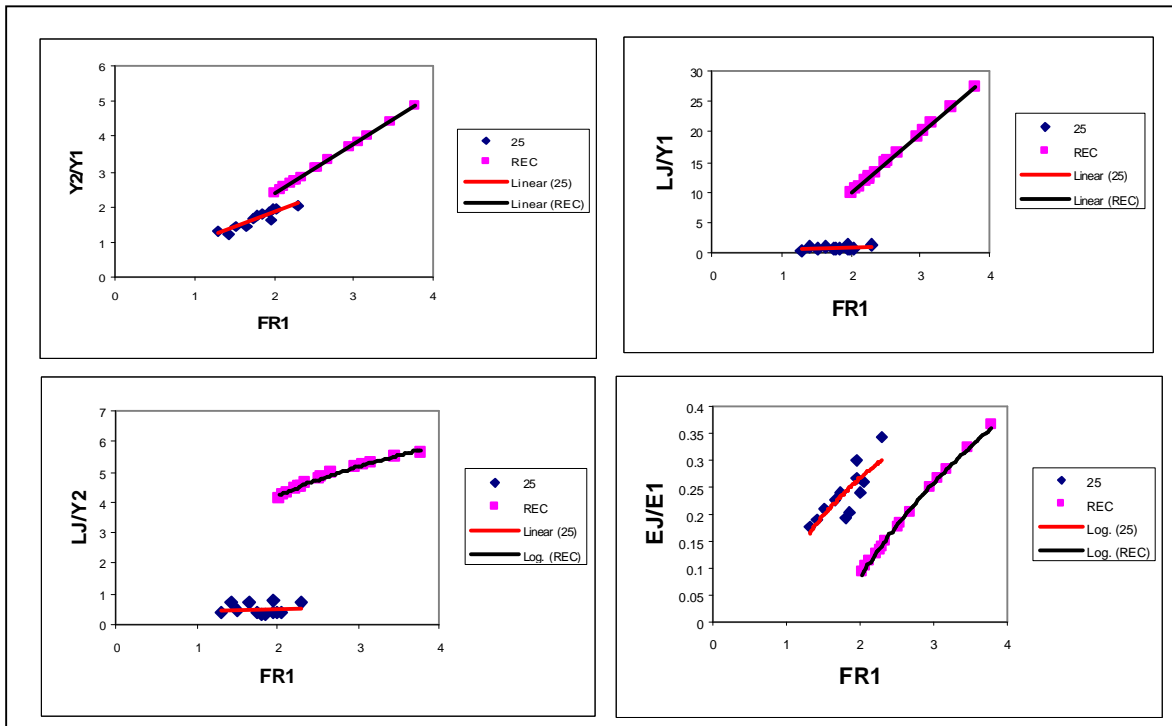 6
5
4
3
2
1
0
Y2/Y1
0 1 2 3 4
FR1
25
REC
Linear (25)
Linear (REC)
30
25
20
15
10
5
0
LJ/Y1
0 1 2 3 4
FR1
25
REC
Linear (25)
Linear (REC)
7
6
5
4
3
2
1
0
LJ/Y2
0 1 2 3 4
FR1
25
REC
Linear (25)
Log. (REC)
0.4
0.35
0.3
0.25
0.2
0.15
0.1
0.05
0
EJ/E1
0 1 2 3 4
FR1
25
REC
Log. (25)
Log. (REC)